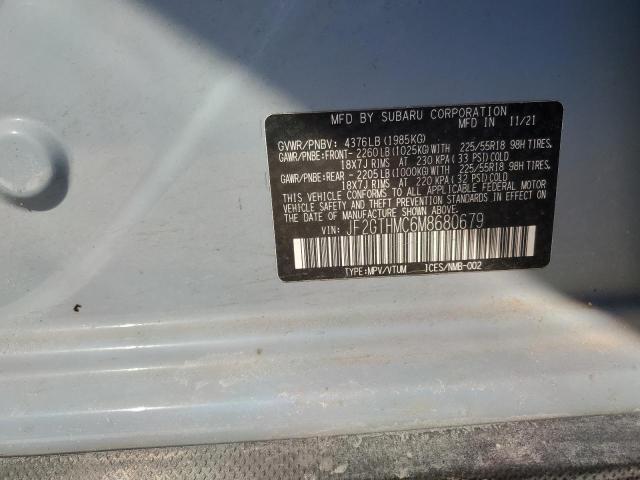 MFD BY SUBARU CORPORATION
MFD IN 11/21
GVWR/PNBV: 4376LB(1985KG)
GAWR/PNBE:FRONT- 2260LB(1025KG)WITH 225/55R18 98H TIRES,
18X7J RIMS AT 230 KPA(33 PSI)COLD
GAWR/PNBE:REAR - 2205LB(1000KG)WITH 225/55R18 98H TIRES,
18X7J RIMS AT 220 KPA(32 PSI)COLD
THIS VEHICLE CONFORMS TO ALL APPLICABLE FEDERAL MOTOR
VEHICLE SAFETY AND BUMPER STANDARDS IN EFFECT ON
THE DATE OF MANUFACTURE SHOWN ABOVE.
VIN: JF2GTHMC6M8680679
TYPE:MPV/VTUM ICES/NMB-002